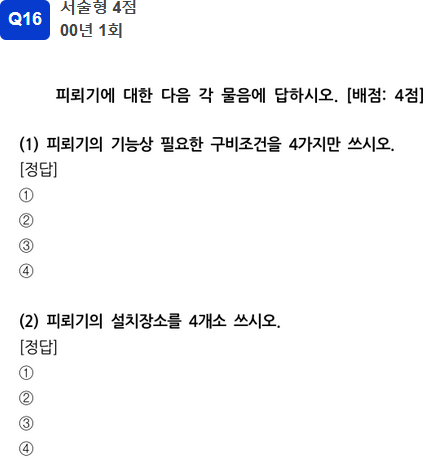 Q16
서술형 4점
00년 1회
피뢰기에 대한 다음 각 물음에 답하시오. [배점: 4점]
(1) 피뢰기의 기능상 필요한 구비조건을 4가지만 쓰시오.
[정답]
①
②
③
④
(2) 피뢰기의 설치장소를 4개소 쓰시오.
[정답]
①
②
③
④